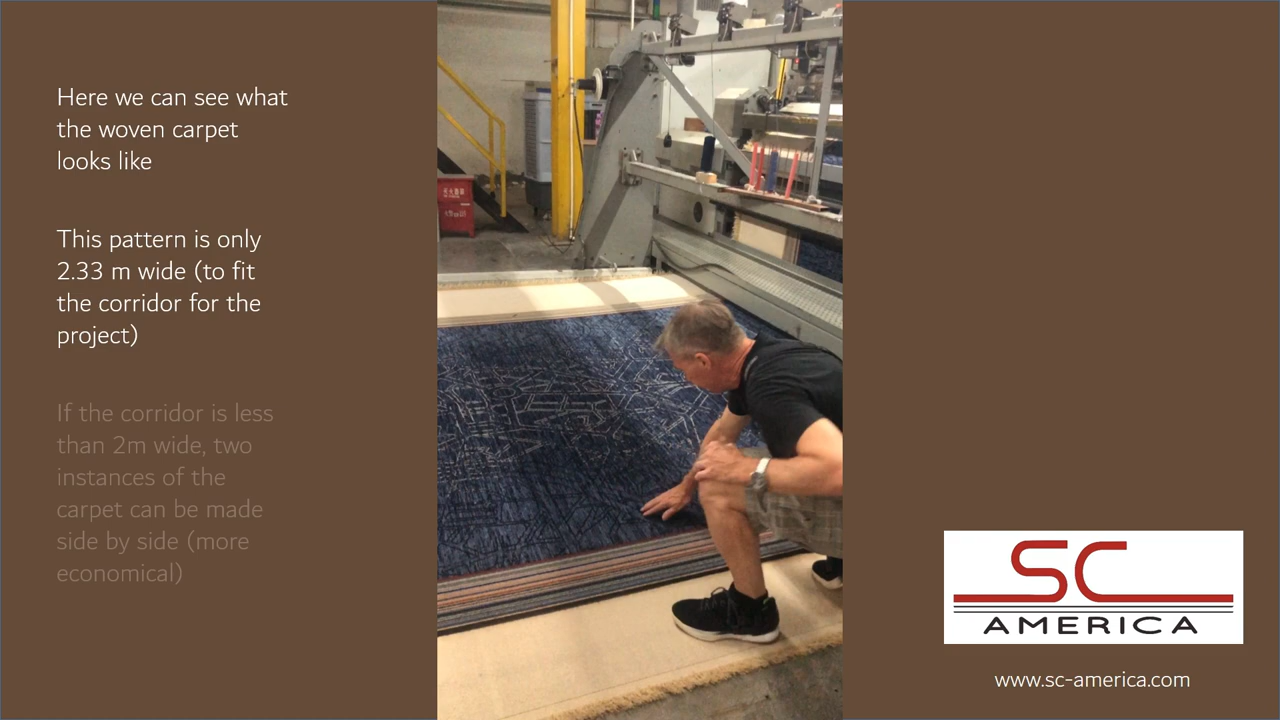 Here we can see what
the woven carpet
looks like
This pattern is only
2.33 m wide (to fit
the corridor for the
project)
If the corridor is less
than 2m wide, two
instances of the
carpet can be made
side by side (more
economical)
SC
AMERICA
www.sc-america.com